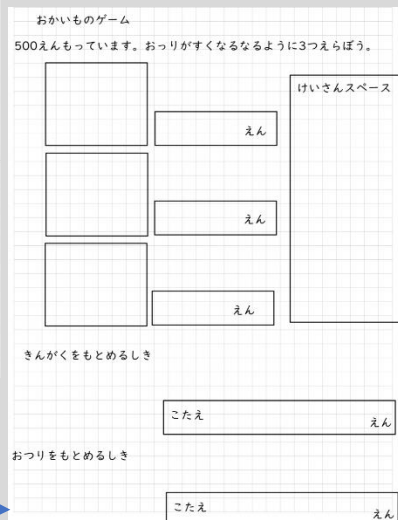 おかいものゲーム
500えんもっています。おっりがすくなるなるように3つえらぼう。
けいさんスペース
えん
えん
えん
きんがくをもとめるしき
こたえ
えん
おつりをもとめるしき
こたえ
えん